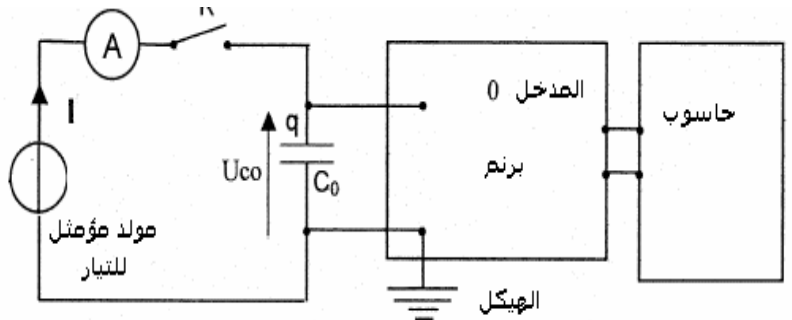 K
A
I
q
Uco
C₀
مولد مؤمثل
للتيار
المدخل 0
برنم
الهيكل
حاسوب